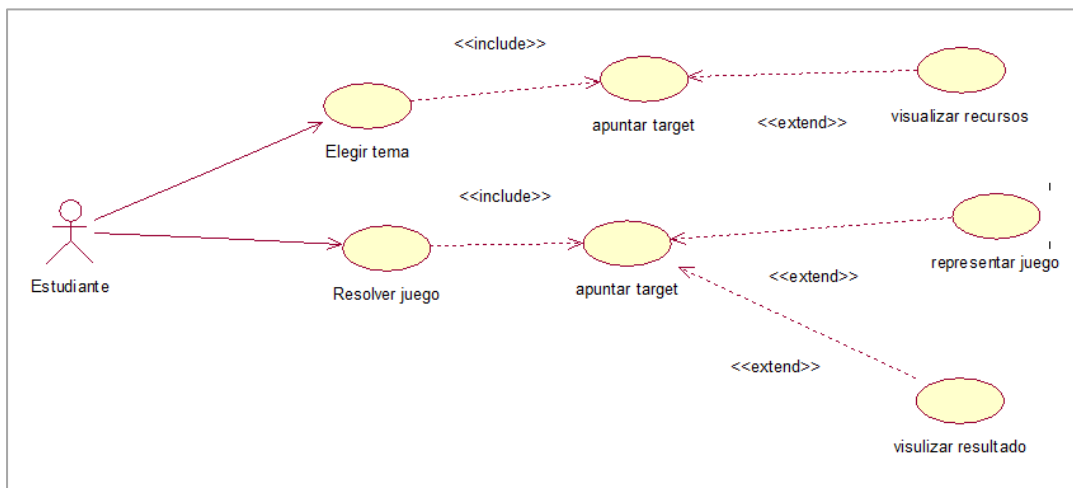 <<include>>
apuntar target
visualizar recursos
<<extend>>
Elegir tema
<<include>>
Estudiante
Resolver juego
apuntar target
<<extend>>
representar juego
<<extend>>
visulizar resultado